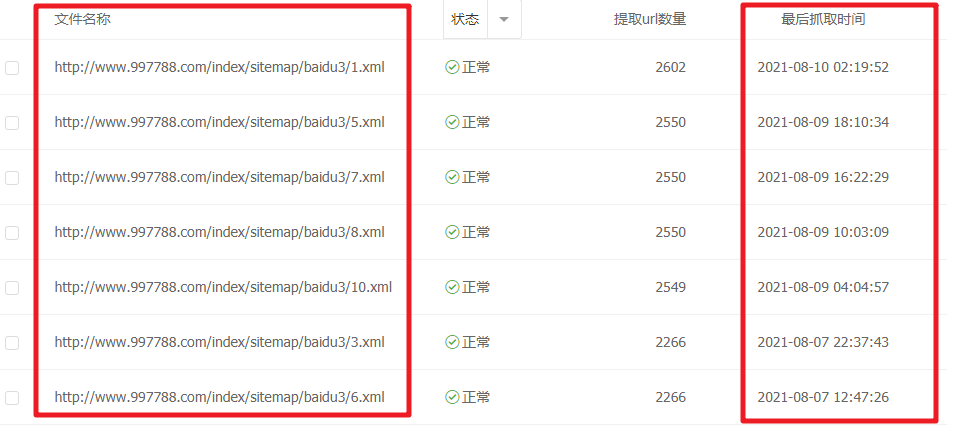 文件名称 状态 提取url数量 最后抓取时间
http://www.997788.com/index/sitemap/baidu3/1.xml 正常 2602 2021-08-10 02:19:52
http://www.997788.com/index/sitemap/baidu3/5.xml 正常 2550 2021-08-09 18:10:34
http://www.997788.com/index/sitemap/baidu3/7.xml 正常 2550 2021-08-09 16:22:29
http://www.997788.com/index/sitemap/baidu3/8.xml 正常 2550 2021-08-09 10:03:09
http://www.997788.com/index/sitemap/baidu3/10.xml 正常 2549 2021-08-09 04:04:57
http://www.997788.com/index/sitemap/baidu3/3.xml 正常 2266 2021-08-07 22:37:43
http://www.997788.com/index/sitemap/baidu3/6.xml 正常 2266 2021-08-07 12:47:26